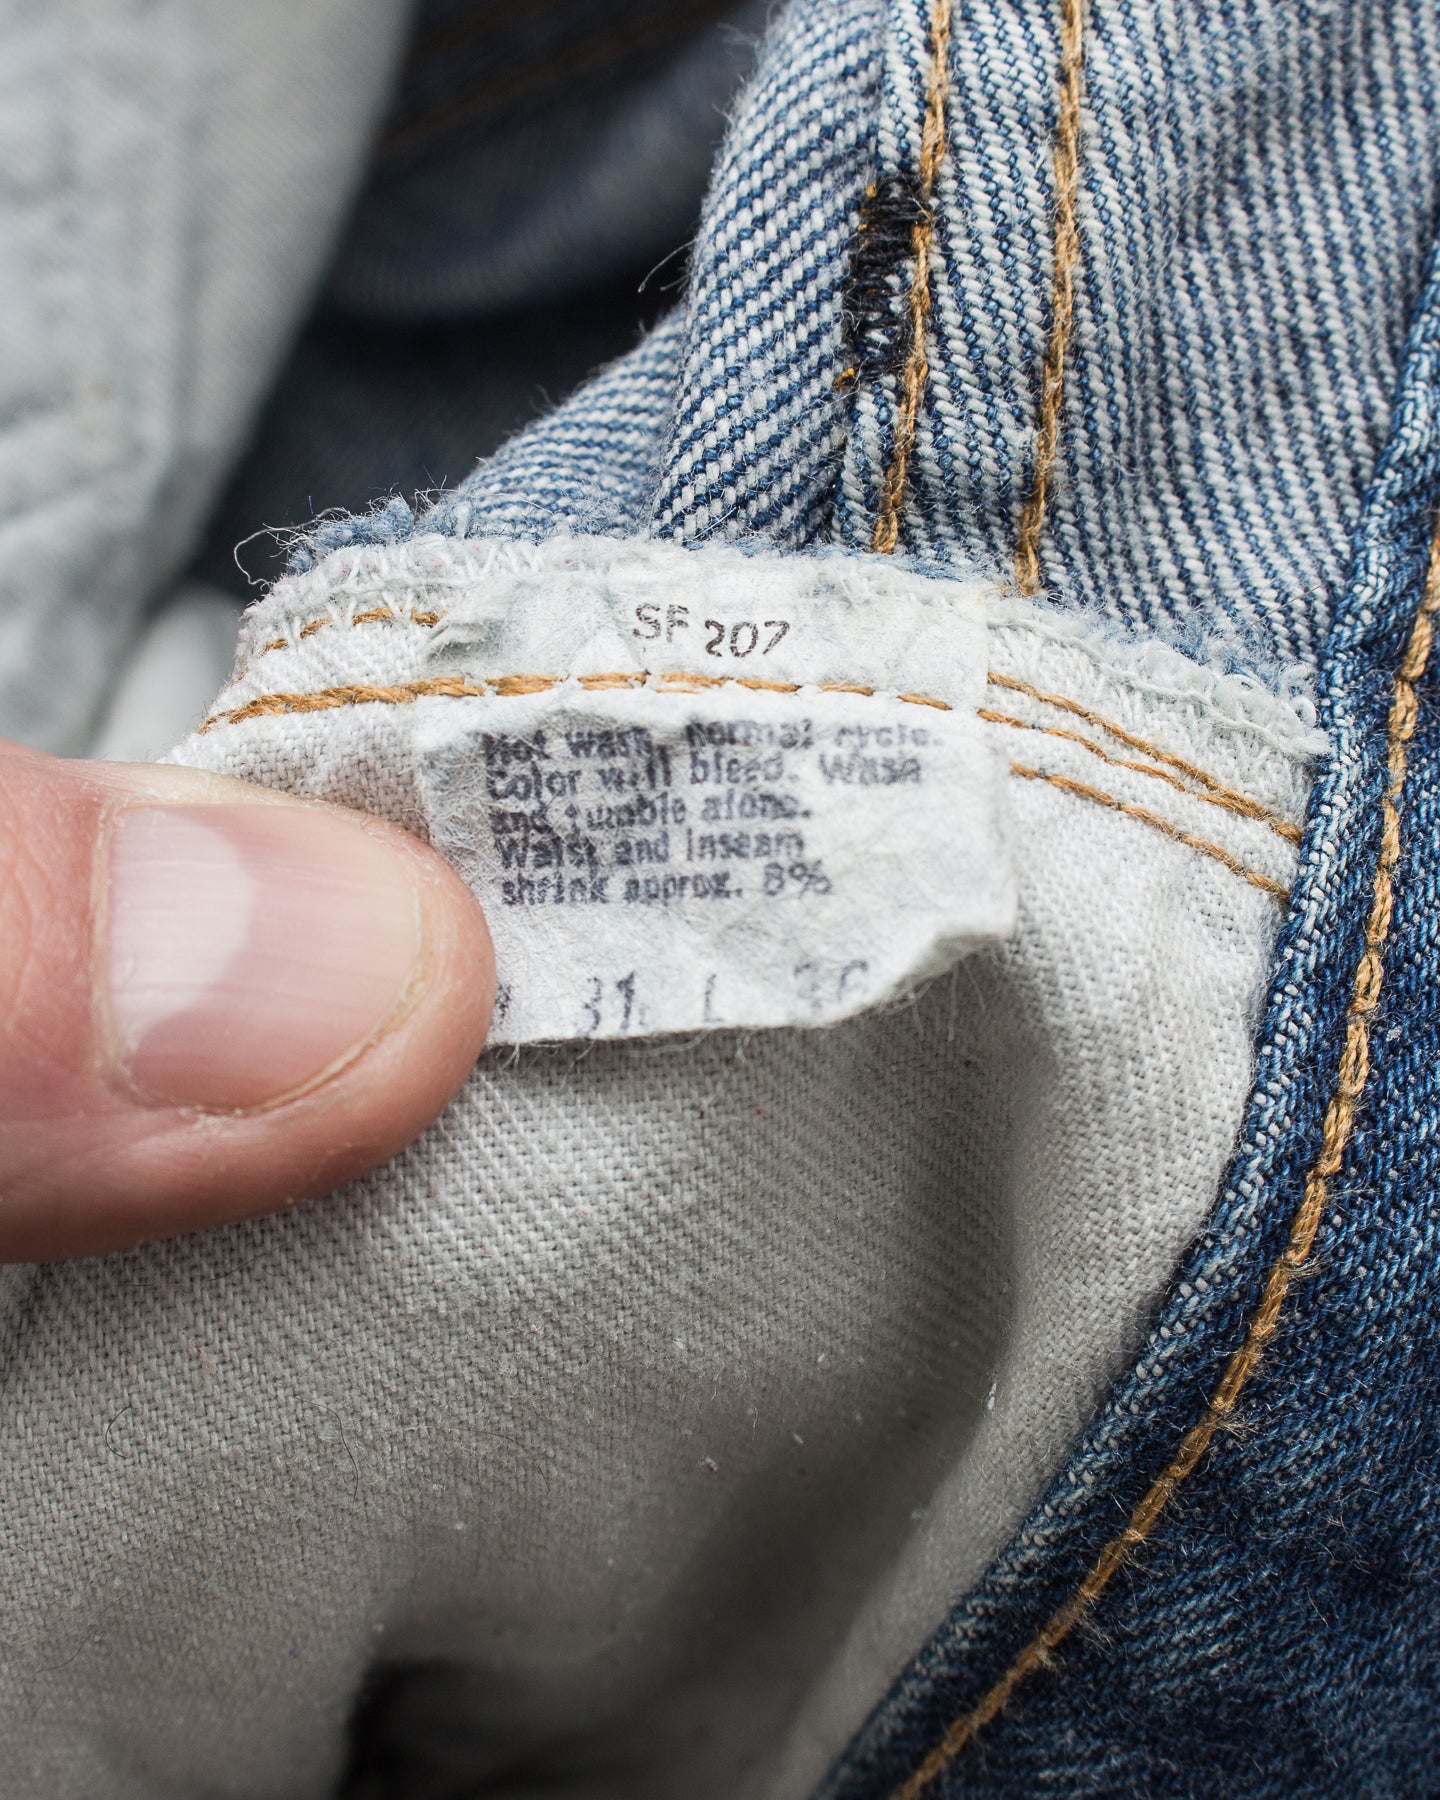 SF 207
Hot wash, Normal cycle.
Color will bleed. Wash
and tumble alone.
Waist and Inseam
shrink approx. 8%
31 L